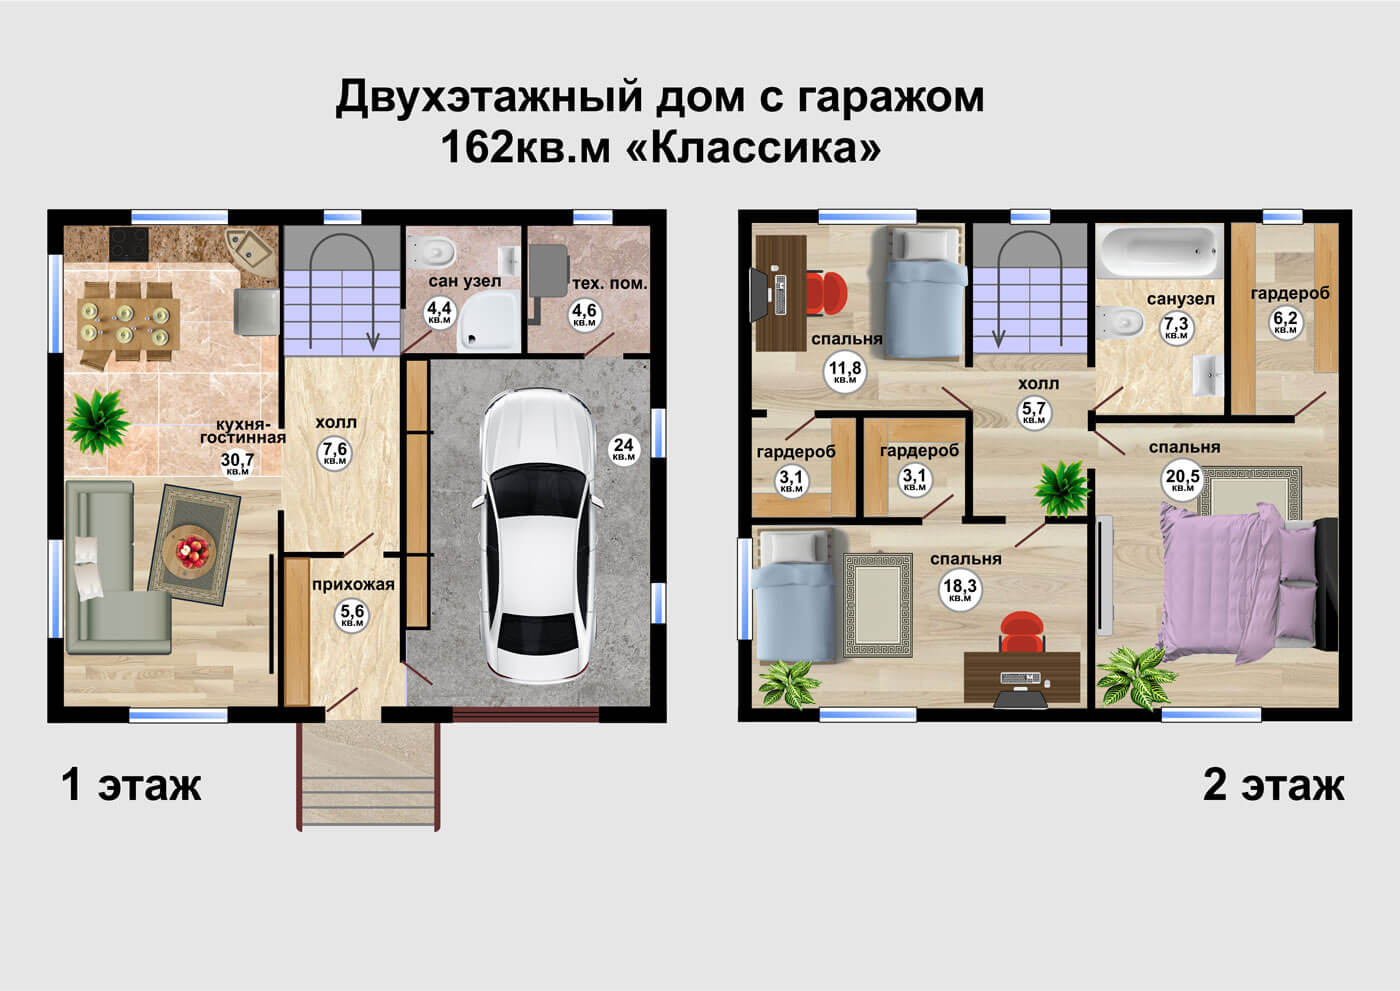 Двухэтажный дом с гаражом
162кв.м «Классика»
сан узел
4,4
кв.м
тех. пом.
4,6
кв.м
кухня-
гостинная
30,7
кв.м
холл
7,6
кв.м
24
кв.м
прихожая
5,6
кв.м
1 этаж
спальня
11,8
кв.м
холл
5,7
кв.м
санузел
7,3
кв.м
гардероб
6,2
кв.м
гардероб
3,1
кв.м
гардероб
3,1
кв.м
спальня
20,5
кв.м
спальня
18,3
кв.м
2 этаж